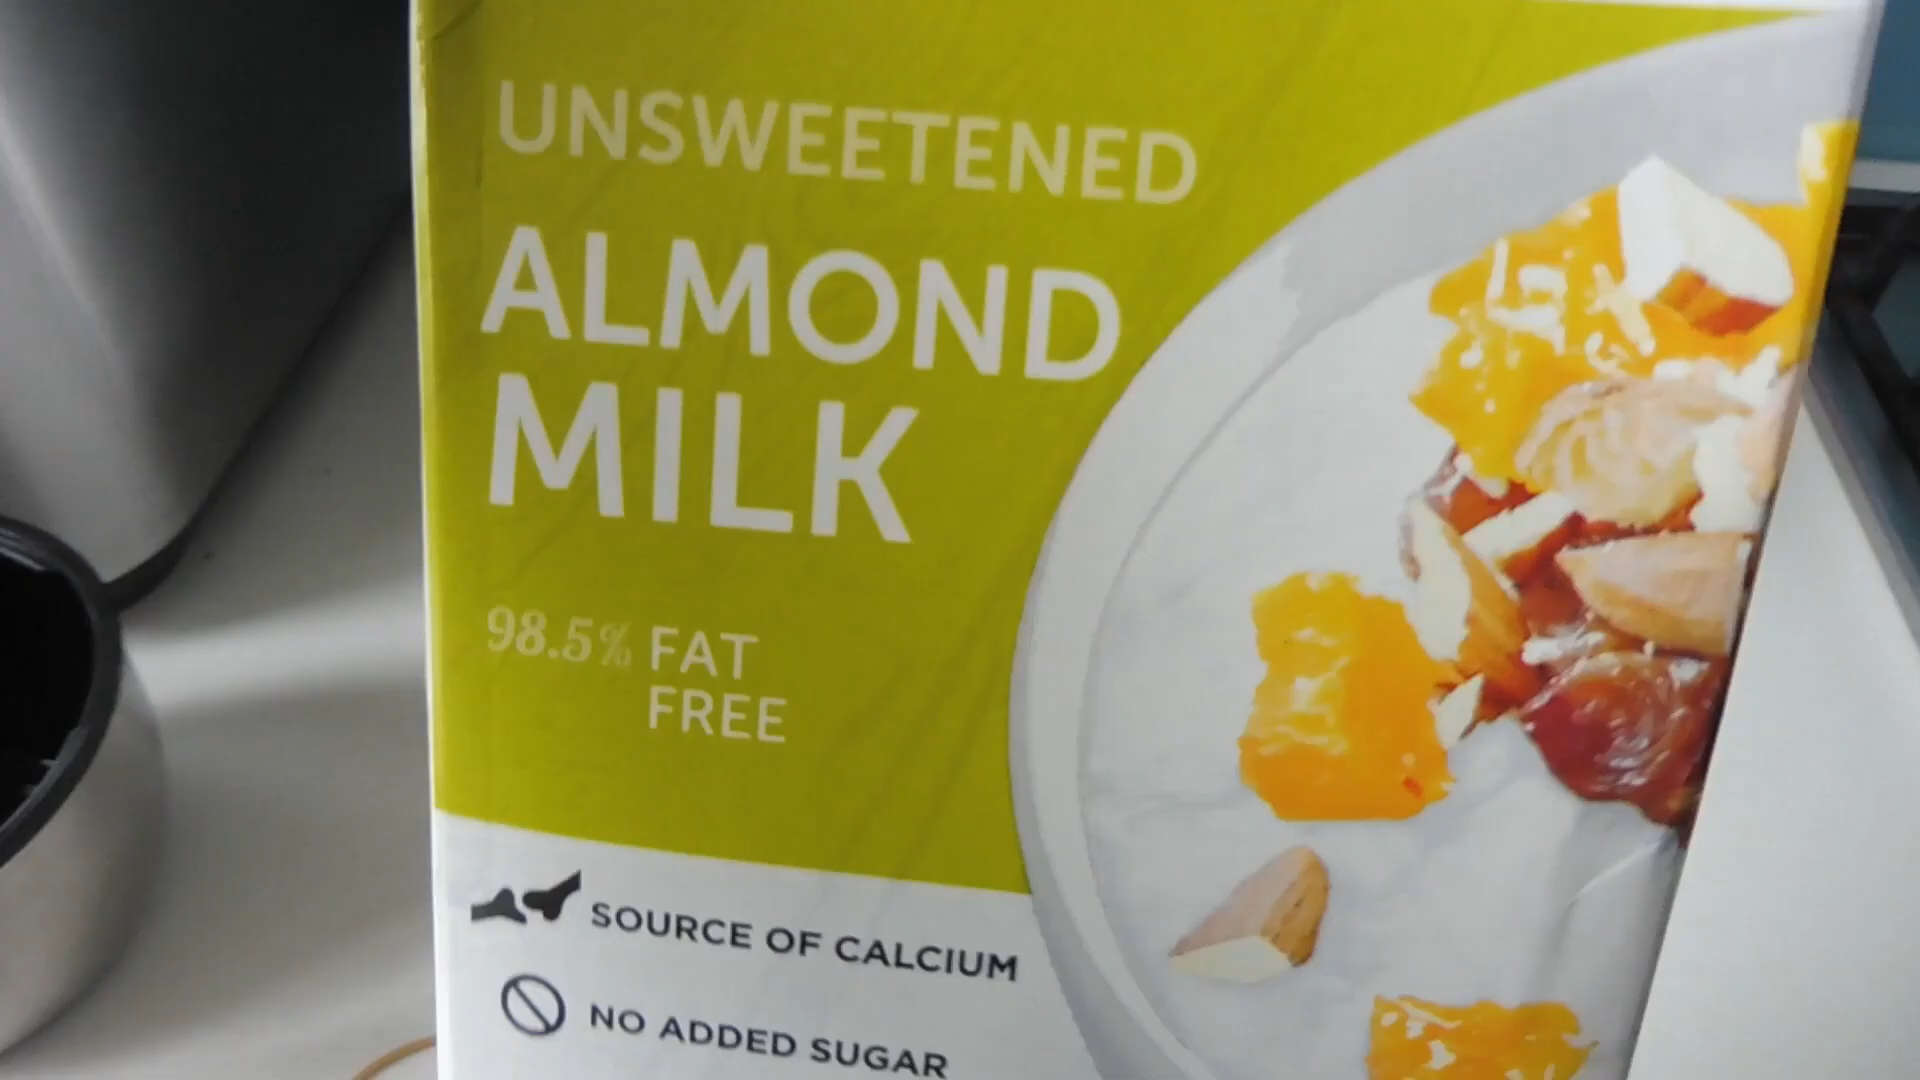 UNSWEETENED
ALMOND
MILK
98.5% FAT
FREE
SOURCE OF CALCIUM
NO ADDED SUGAR